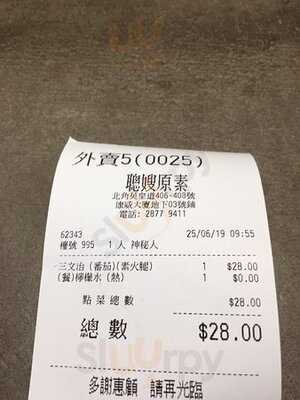 外賣5(0025)
聰嫂原素
北角英皇道406-408號
康威大廈地下03號鋪
電話: 2877 9411
62343 25/06/19 09:55
檯號 995 1 人 神秘人
三文治 (番茄)(素火腿) 1 $28.00
(餐)檸檬水 (熱) 1 $0.00
點菜總數 $28.00
總數 $28.00
多謝惠顧 請再光臨
sluurpy